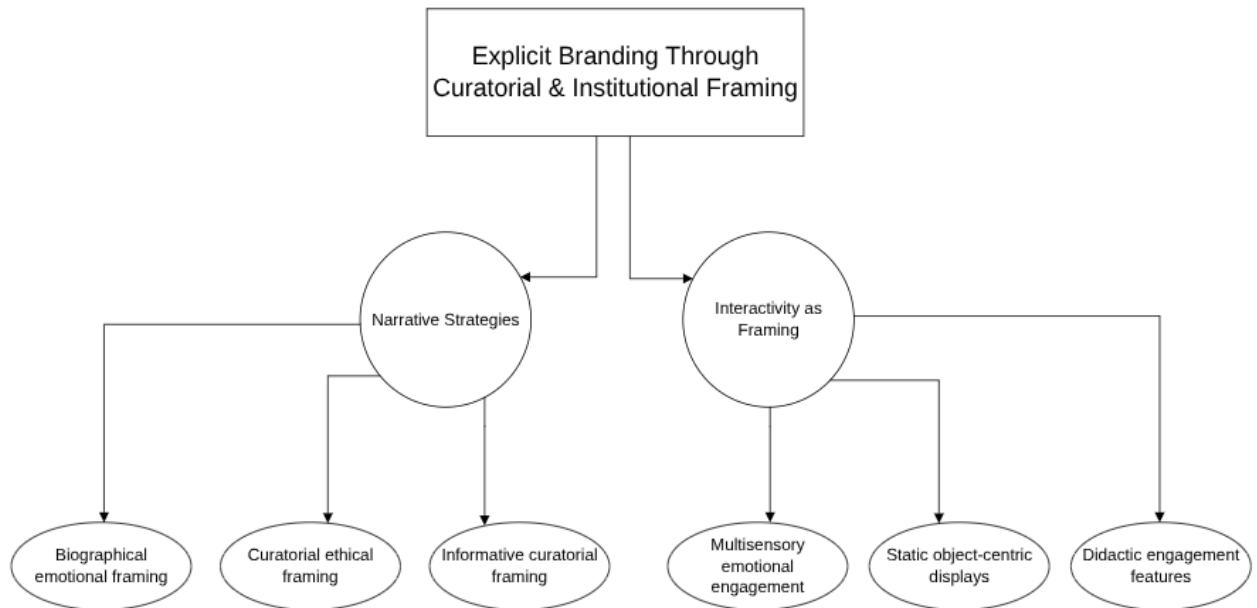 Explicit Branding Through
Curatorial & Institutional Framing
Narrative Strategies
Interactivity as
Framing
Biographical
emotional framing
Curatorial ethical
framing
Informative curatorial
framing
Multisensory
emotional
engagement
Static object-centric
displays
Didactic engagement
features